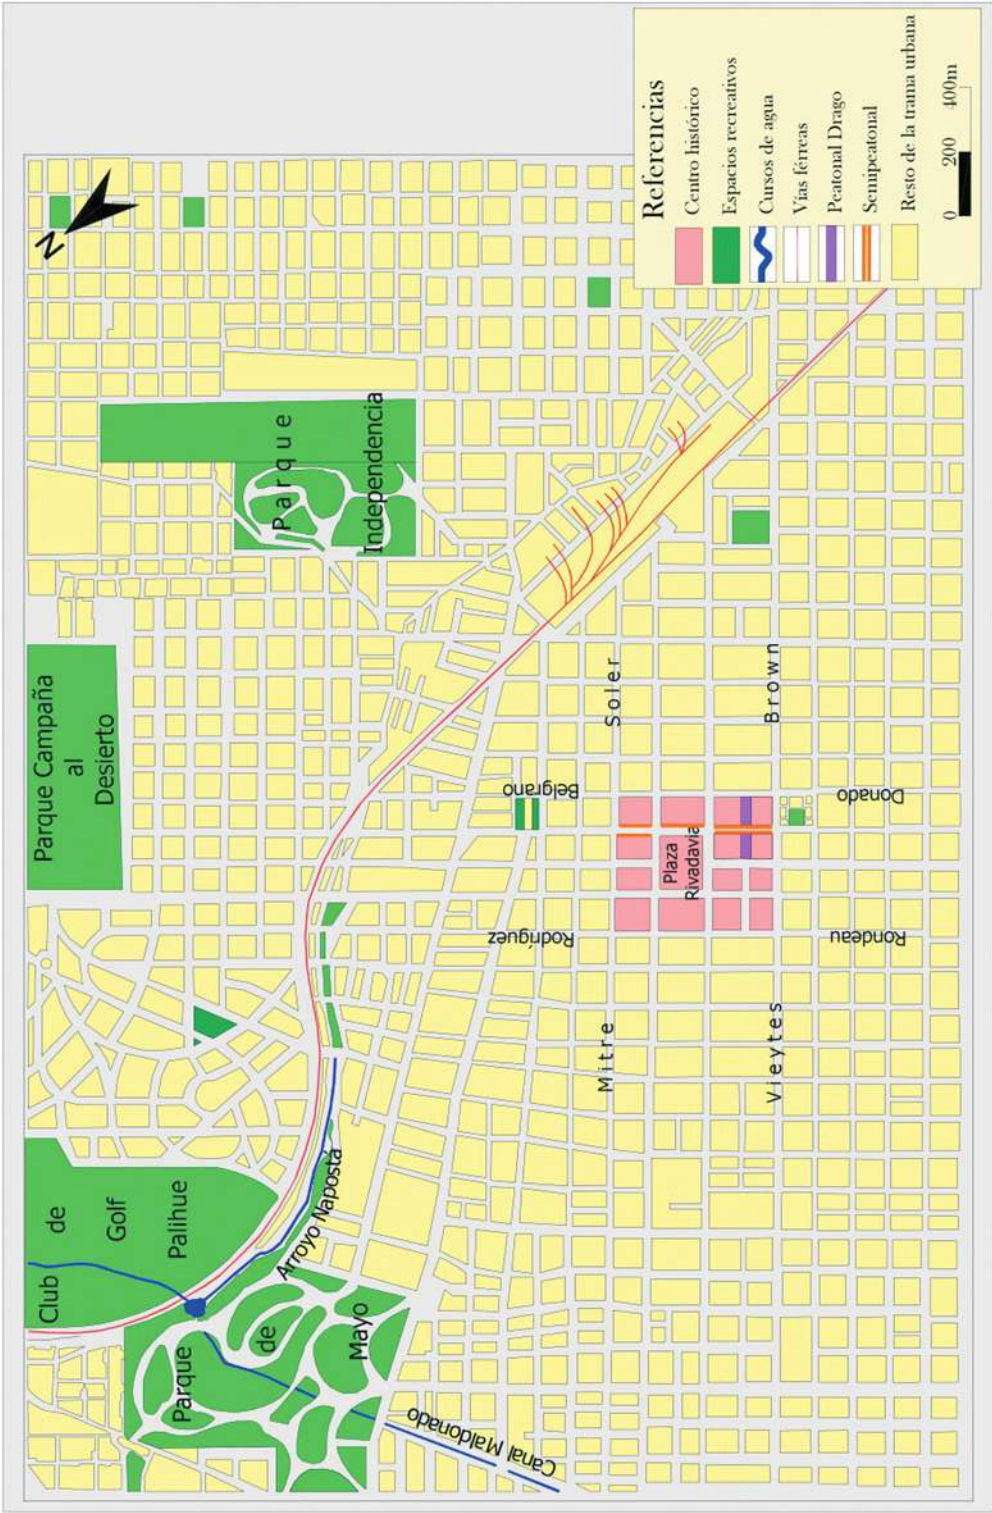 Parque Campaña
al
Desierto
Club
de
Golf
Palihue
Parque
de
Mayo
Arroyo Napostá
Canal Maldonado
Parque
Independencia
Soler
Brown
Belgrano
Donado
Plaza
Rivadavia
Rodríguez
Rondeau
Mitre
Vieytes
N
Referencias
Centro histórico
Espacios recreativos
Cursos de agua
Vías férreas
Peatonal Drago
Semipeatonal
Resto de la trama urbana
0 200 400m